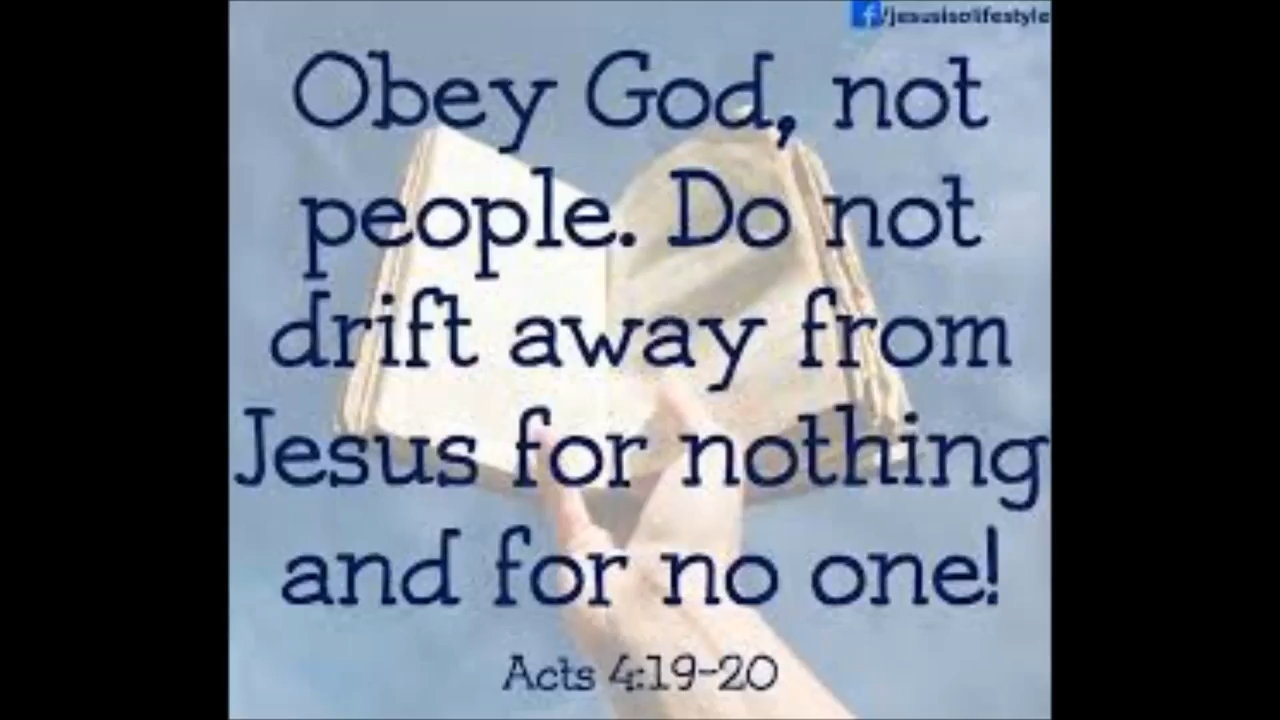 f/jesusisolifestyle
Obey God, not
people. Do not
drift away from
Jesus for nothing
and for no one!
Acts 4:19-20